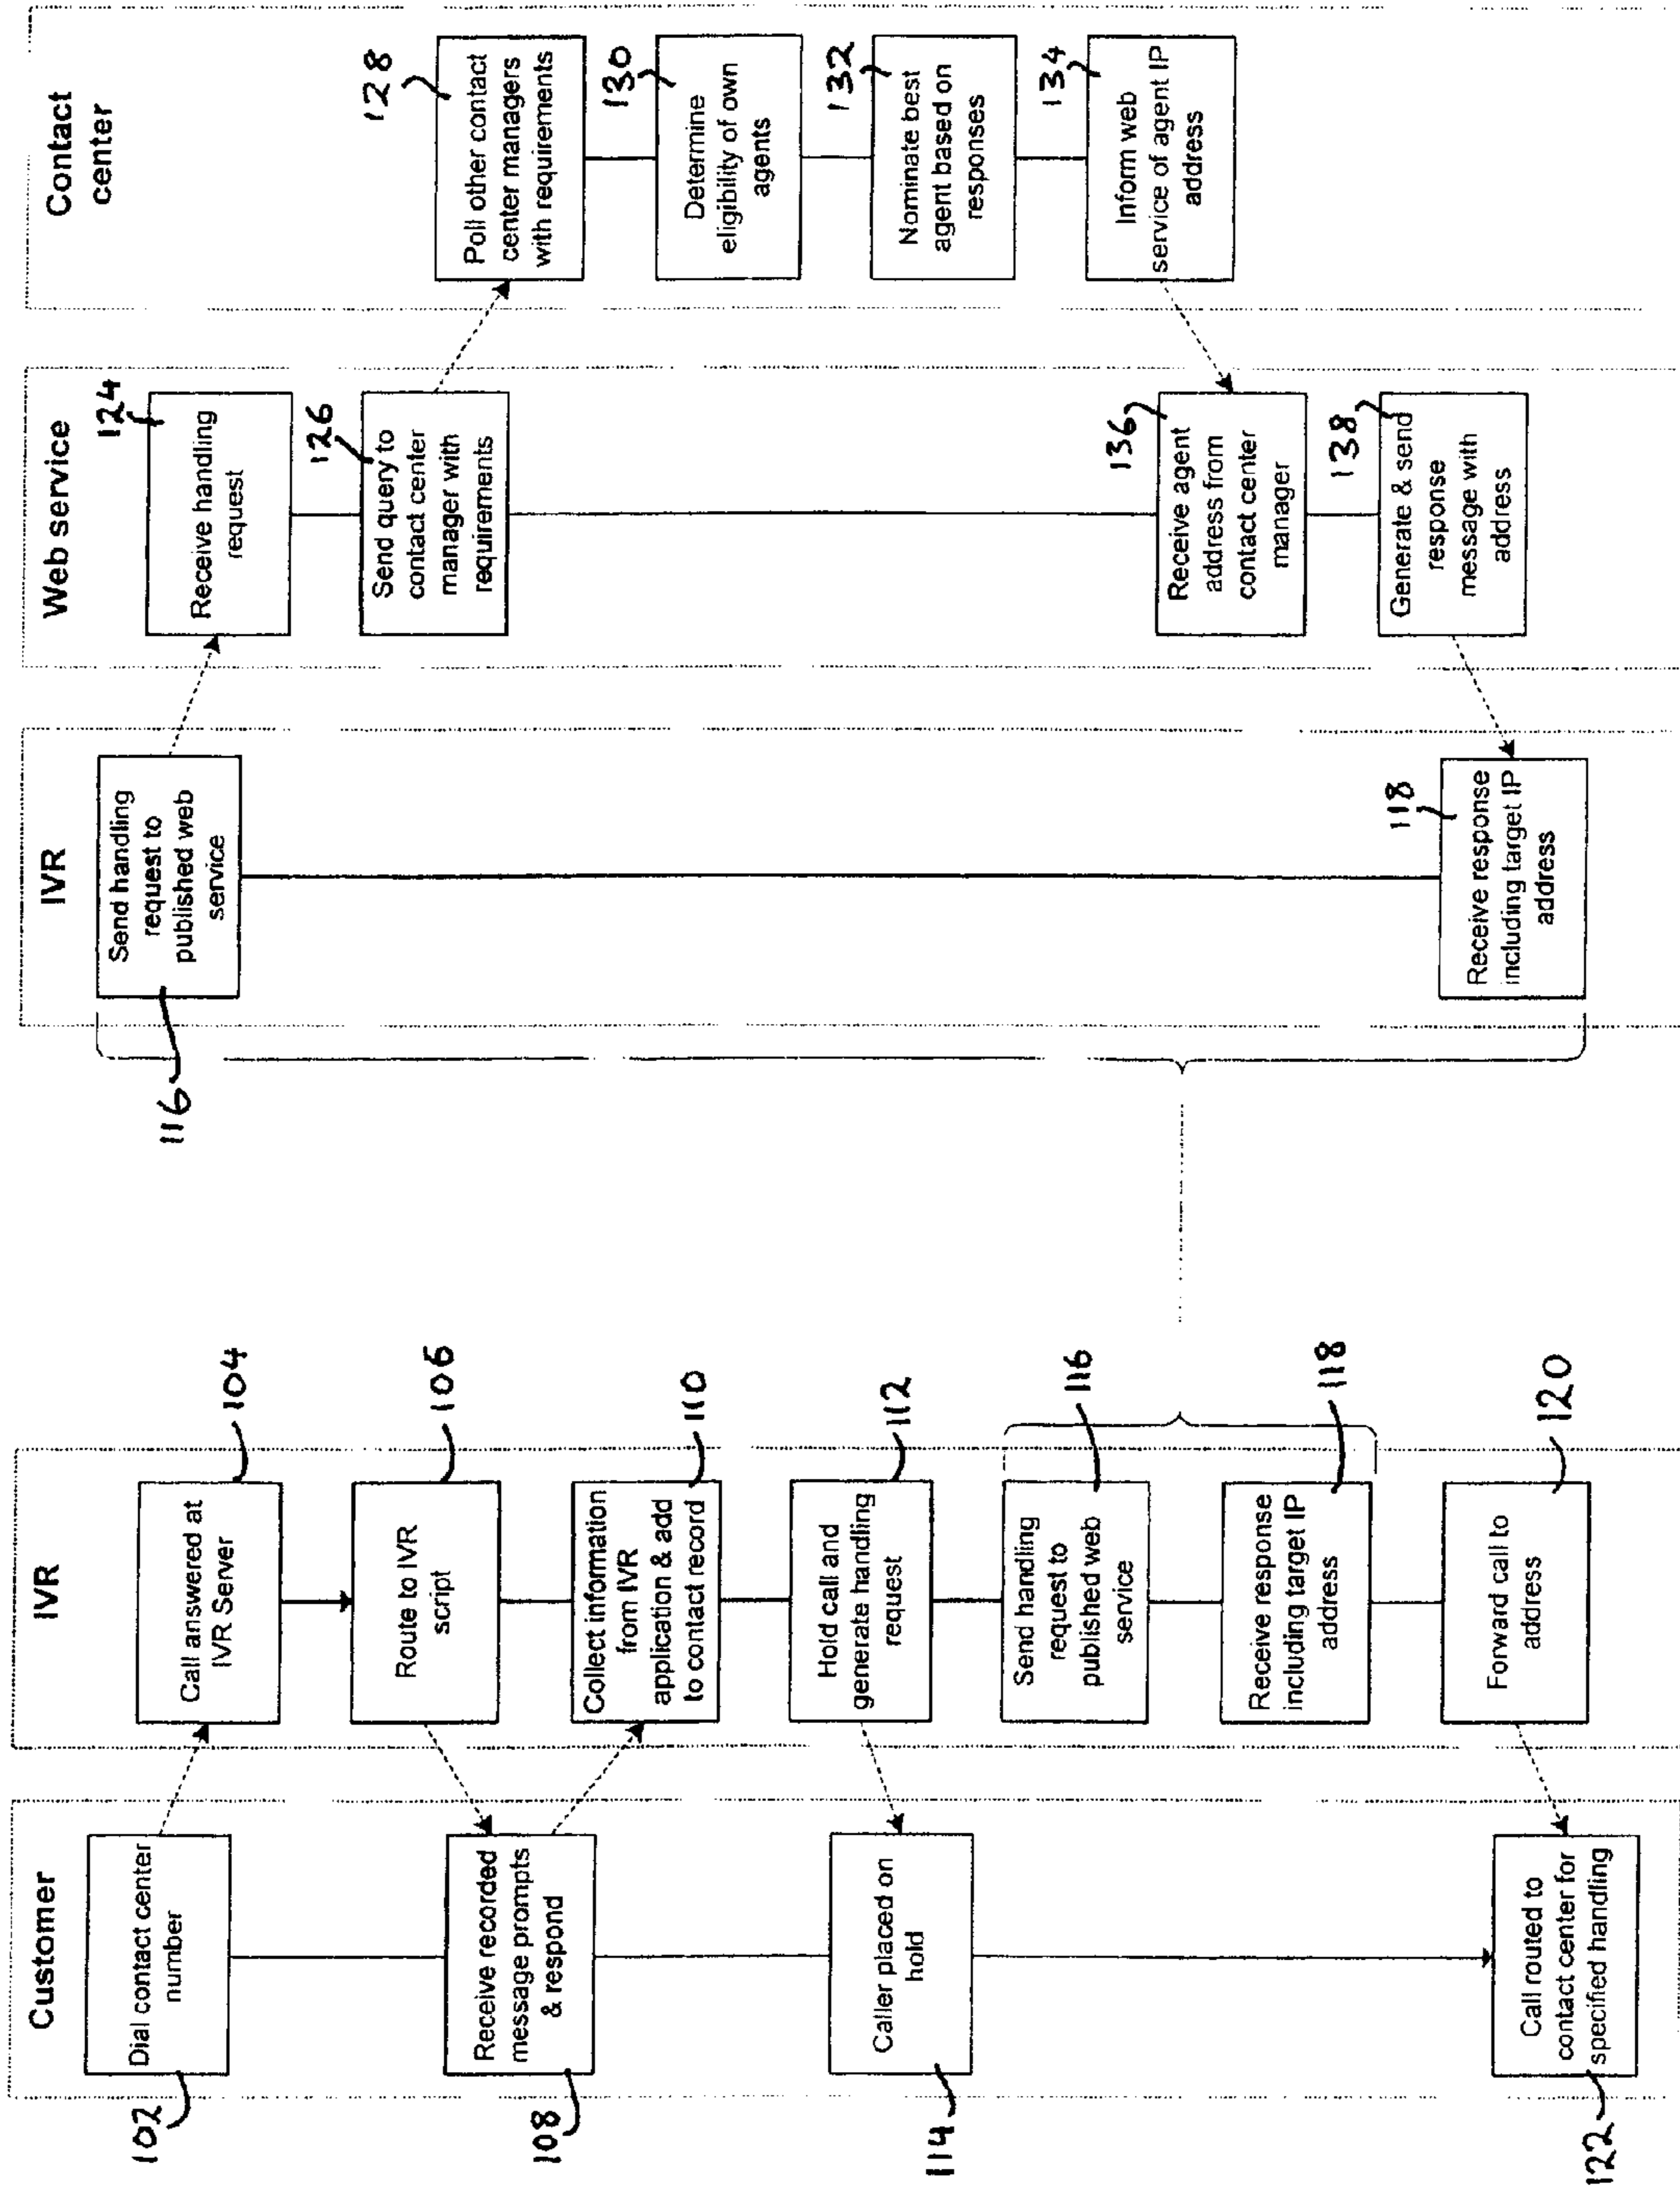 Customer
102
Dial contact center
number
108
Receive recorded
message prompts
& respond
114
Caller placed on
hold
122
Call routed to
contact center for
specified handling
IVR
104
Call answered at
IVR Server
106
Route to IVR
script
110
Collect information
from IVR
application & add
to contact record
112
Hold call and
generate handling
request
116
Send handling
request to
published web
service
118
Receive response
including target IP
address
120
Forward call to
address
IVR
116
Send handling
request to
published web
service
118
Receive response
including target IP
address
Web service
124
Receive handling
request
126
Send query to
contact center
manager with
requirements
136
Receive agent
address from
contact center
manager
138
Generate & send
response
message with
address
Contact
center
128
Poll other contact
center managers
with requirements
130
Determine
eligibility of own
agents
132
Nominate best
agent based on
responses
134
Inform web
service of agent IP
address